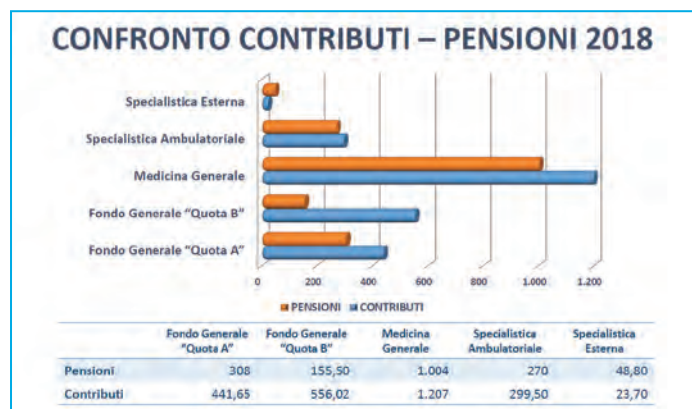 CONFRONTO CONTRIBUTI – PENSIONI 2018
Specialistica Esterna
Specialistica Ambulatoriale
Medicina Generale
Fondo Generale "Quota B"
Fondo Generale "Quota A"
0 200 400 600 800 1.000 1.200
PENSIONI CONTRIBUTI
Fondo Generale "Quota A" Fondo Generale "Quota B" Medicina Generale Specialistica Ambulatoriale Specialistica Esterna
Pensioni 308 155,50 1.004 270 48,80
Contributi 441,65 556,02 1.207 299,50 23,70